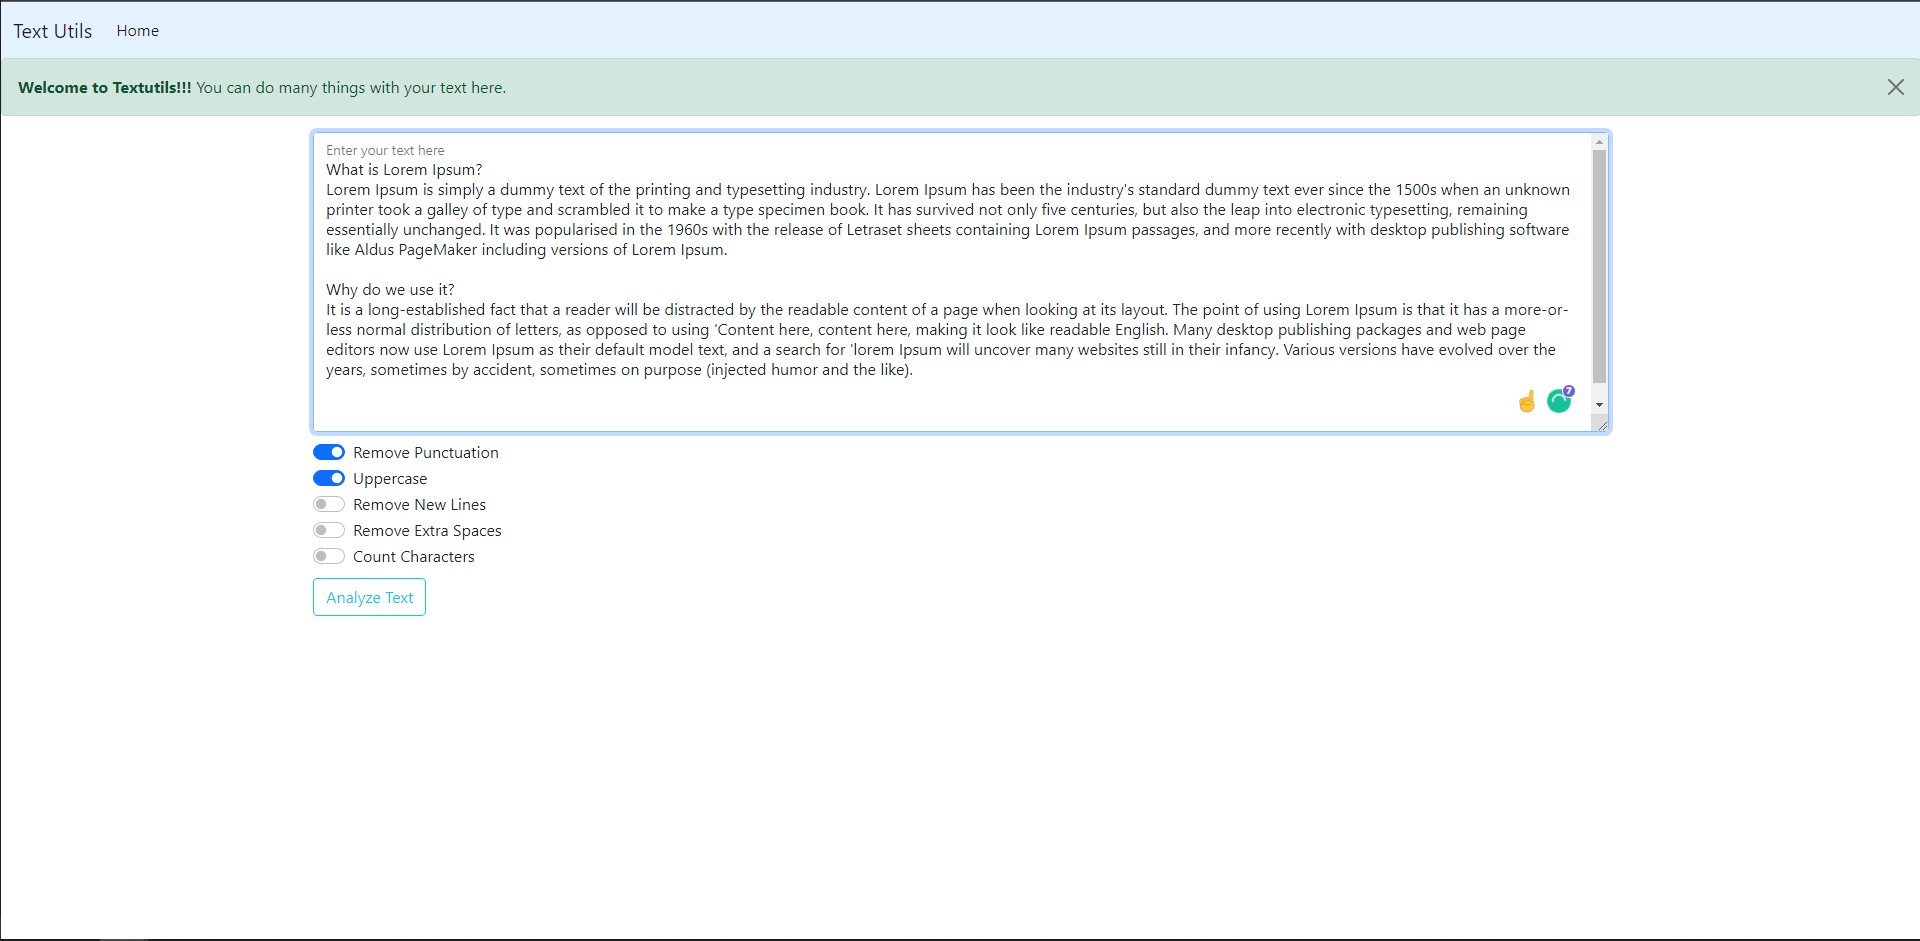 Text Utils Home
Welcome to Textutils!!! You can do many things with your text here.
Enter your text here
What is Lorem Ipsum?
Lorem Ipsum is simply a dummy text of the printing and typesetting industry. Lorem Ipsum has been the industry's standard dummy text ever since the 1500s when an unknown
printer took a galley of type and scrambled it to make a type specimen book. It has survived not only five centuries, but also the leap into electronic typesetting, remaining
essentially unchanged. It was popularised in the 1960s with the release of Letraset sheets containing Lorem Ipsum passages, and more recently with desktop publishing software
like Aldus PageMaker including versions of Lorem Ipsum.
Why do we use it?
It is a long-established fact that a reader will be distracted by the readable content of a page when looking at its layout. The point of using Lorem Ipsum is that it has a more-or-
less normal distribution of letters, as opposed to using 'Content here, content here, making it look like readable English. Many desktop publishing packages and web page
editors now use Lorem Ipsum as their default model text, and a search for 'lorem Ipsum will uncover many websites still in their infancy. Various versions have evolved over the
years, sometimes by accident, sometimes on purpose (injected humor and the like).
7
Remove Punctuation
Uppercase
Remove New Lines
Remove Extra Spaces
Count Characters
Analyze Text